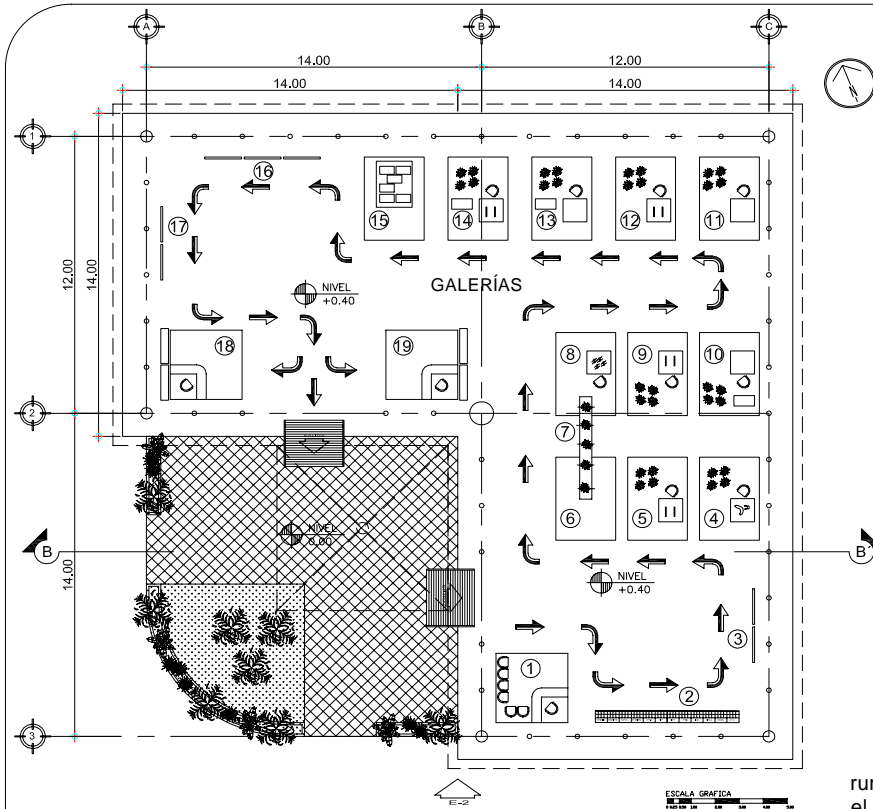 A
B
C
14.00
12.00
14.00
14.00
N
1
16
17
15
14
13
12
11
12.00
14.00
GALERÍAS
NIVEL
+0.40
18
19
8
9
10
2
7
NIVEL
0.00
6
5
4
B
B'
14.00
NIVEL
+0.40
3
1
2
3
E-2
ESCALA GRAFICA
run
el